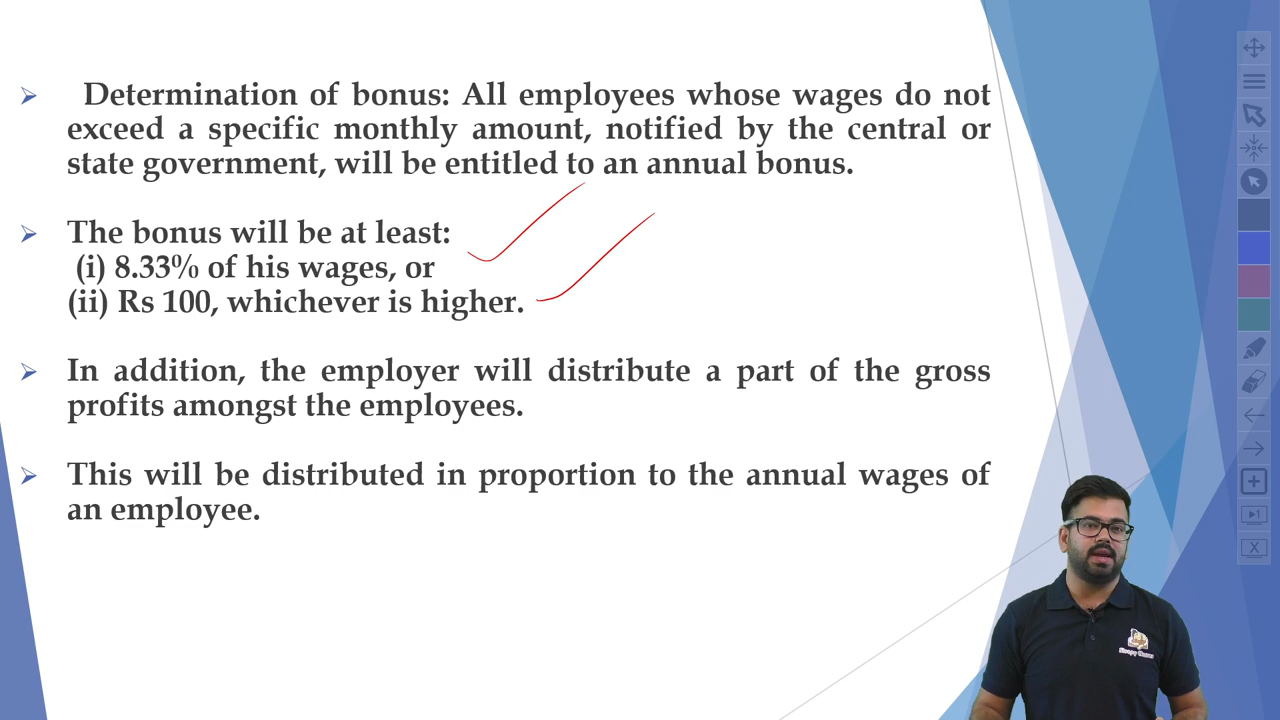 Determination of bonus: All employees whose wages do not
exceed a specific monthly amount, notified by the central or
state government, will be entitled to an annual bonus.
The bonus will be at least:
(i) 8.33% of his wages, or
(ii) Rs 100, whichever is higher.
In addition, the employer will distribute a part of the gross
profits amongst the employees.
This will be distributed in proportion to the annual wages of
an employee.
Sleepy Classes